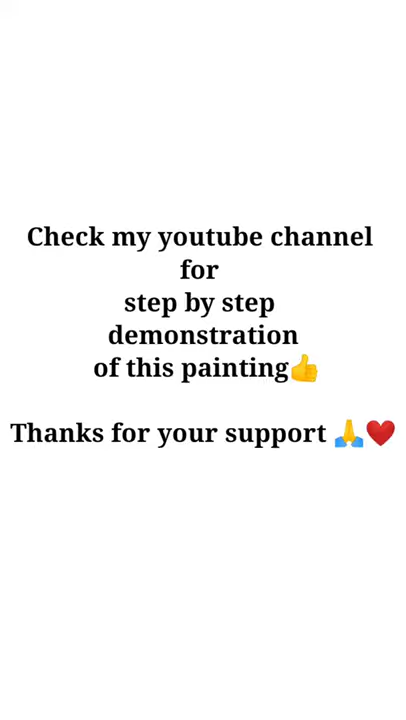 Check my youtube channel
for
step by step
demonstration
of this painting👍
Thanks for your support 🙏❤️